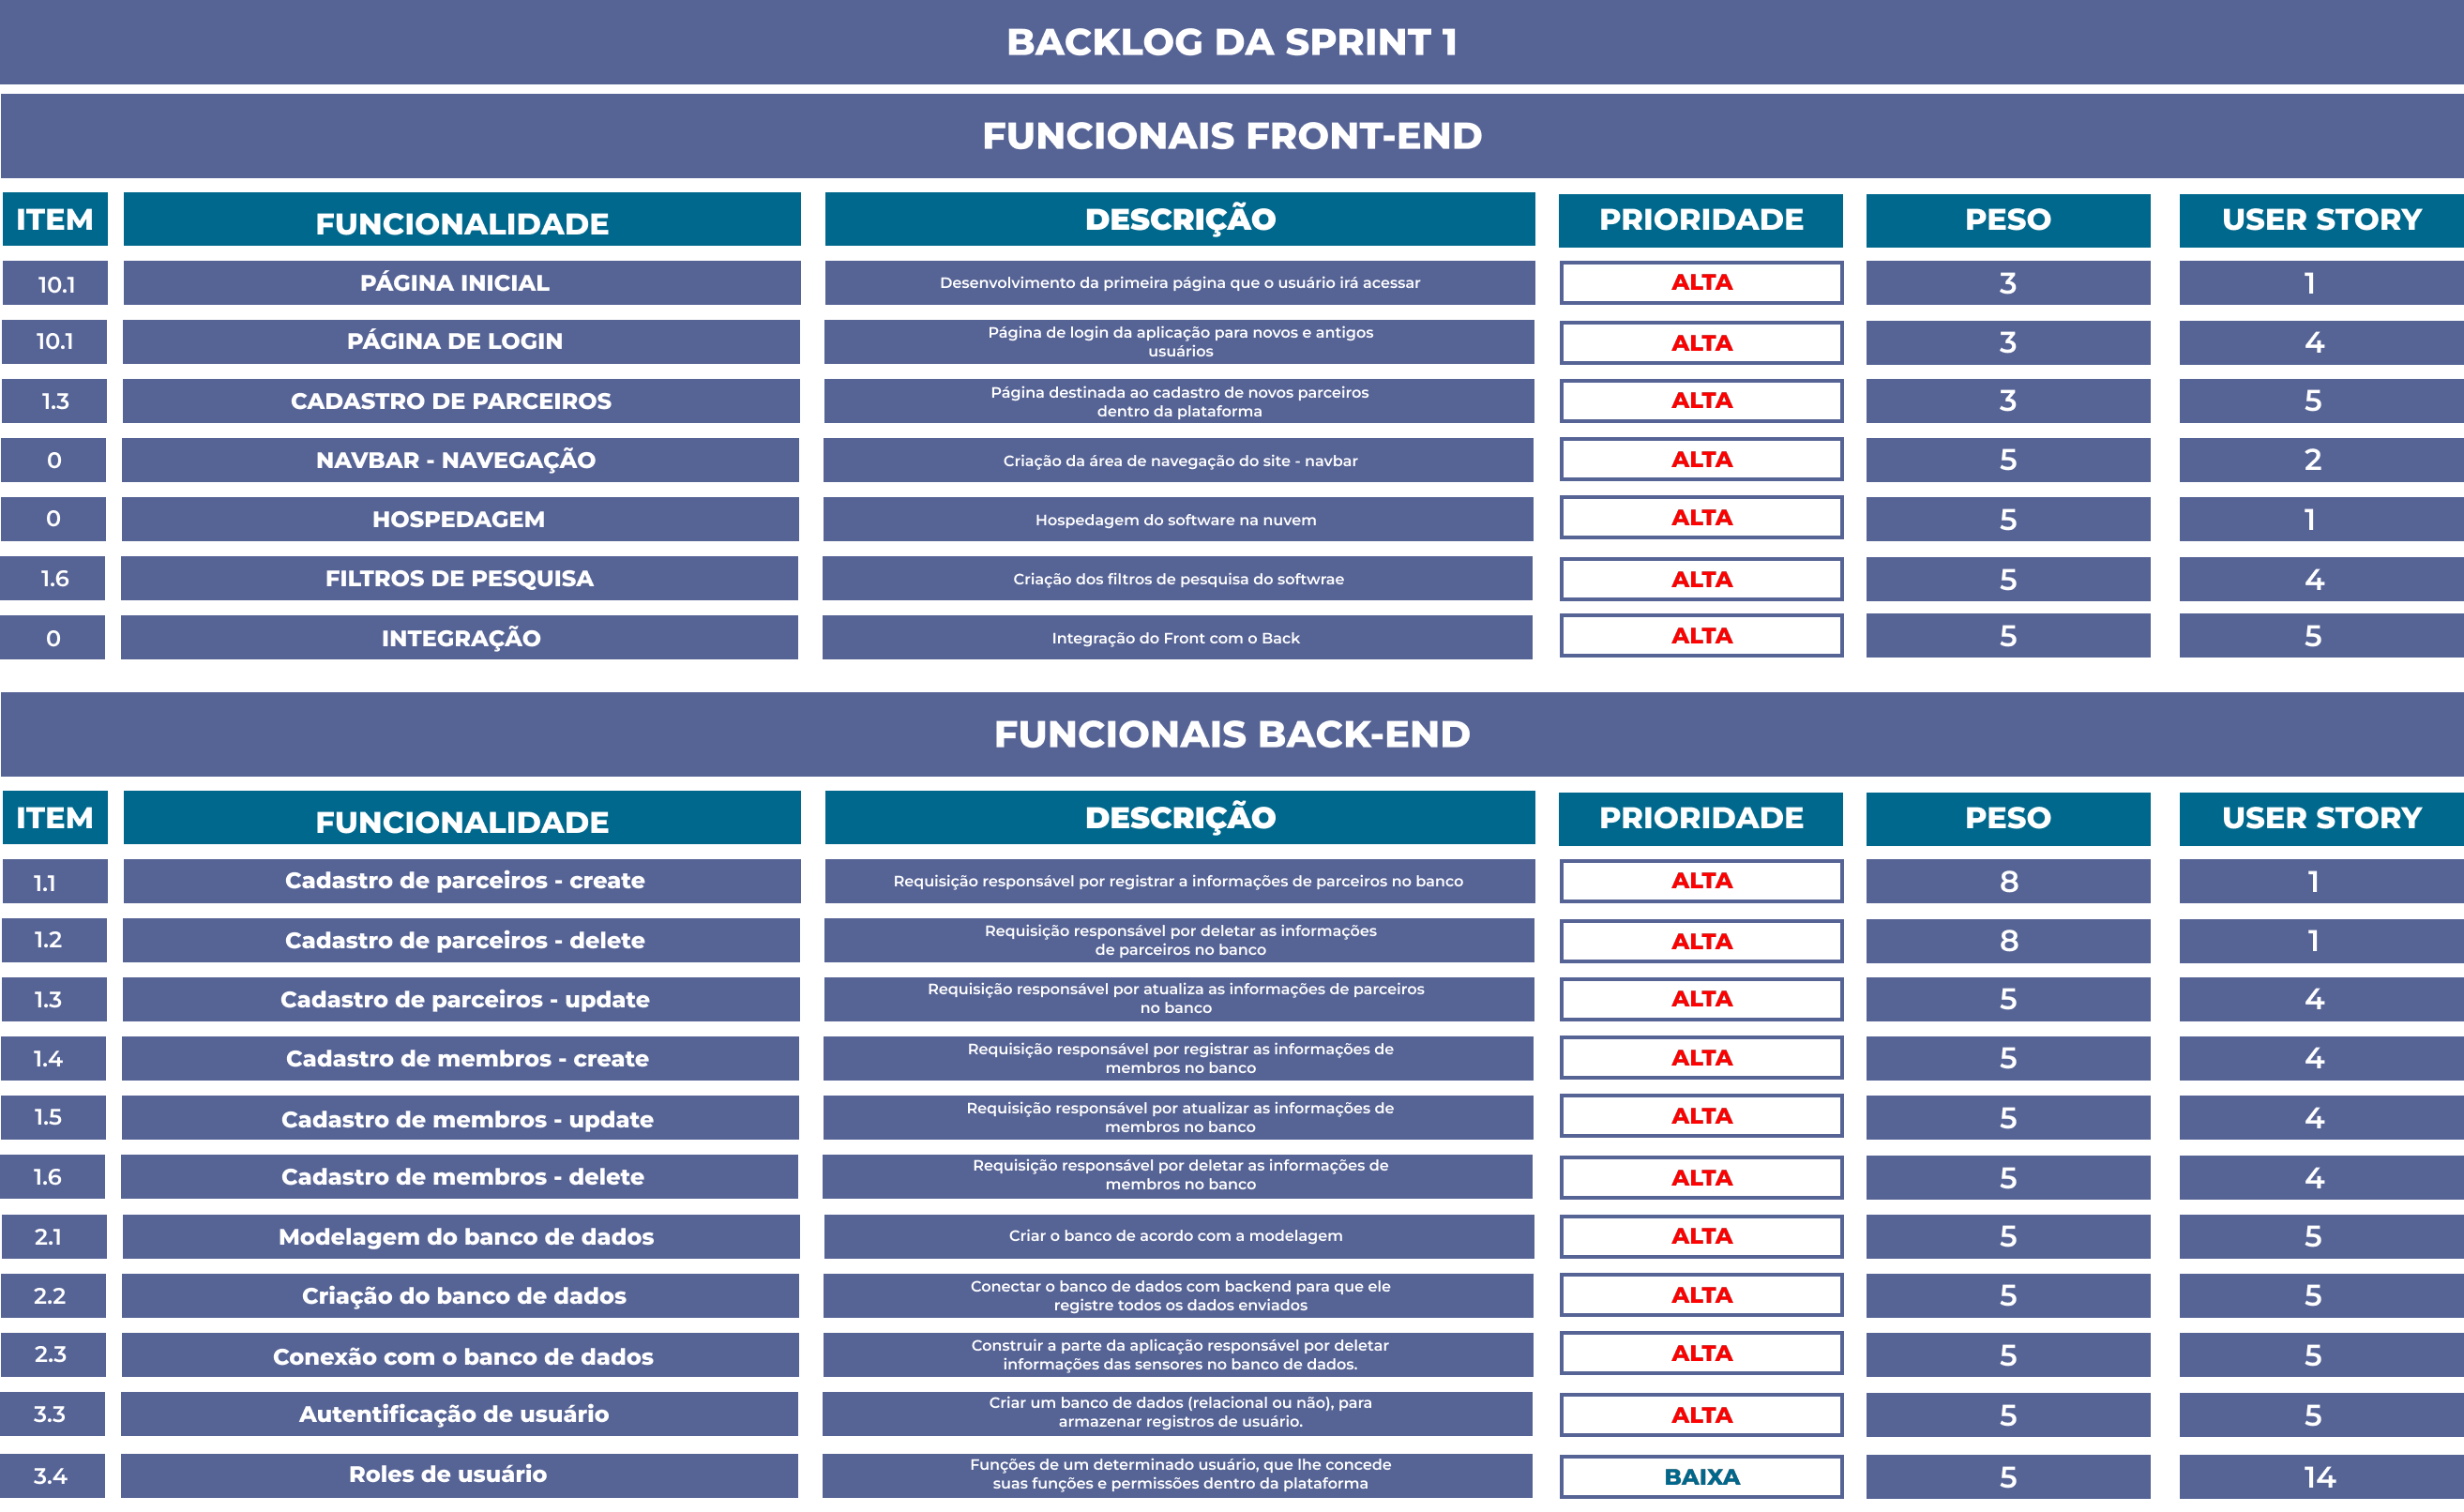 BACKLOG DA SPRINT 1
FUNCIONAIS FRONT-END
ITEM FUNCIONALIDADE DESCRIÇÃO PRIORIDADE PESO USER STORY
10.1 PÁGINA INICIAL Desenvolvimento da primeira página que o usuário irá acessar ALTA 3 1
10.1 PÁGINA DE LOGIN Página de login da aplicação para novos e antigos
usuários ALTA 3 4
1.3 CADASTRO DE PARCEIROS Página destinada ao cadastro de novos parceiros
dentro da plataforma ALTA 3 5
0 NAVBAR - NAVEGAÇÃO Criação da área de navegação do site - navbar ALTA 5 2
0 HOSPEDAGEM Hospedagem do software na nuvem ALTA 5 1
1.6 FILTROS DE PESQUISA Criação dos filtros de pesquisa do softwrae ALTA 5 4
0 INTEGRAÇÃO Integração do Front com o Back ALTA 5 5
FUNCIONAIS BACK-END
ITEM FUNCIONALIDADE DESCRIÇÃO PRIORIDADE PESO USER STORY
1.1 Cadastro de parceiros - create Requisição responsável por registrar a informações de parceiros no banco ALTA 8 1
1.2 Cadastro de parceiros - delete Requisição responsável por deletar as informações
de parceiros no banco ALTA 8 1
1.3 Cadastro de parceiros - update Requisição responsável por atualiza as informações de parceiros
no banco ALTA 5 4
1.4 Cadastro de membros - create Requisição responsável por registrar as informações de
membros no banco ALTA 5 4
1.5 Cadastro de membros - update Requisição responsável por atualizar as informações de
membros no banco ALTA 5 4
1.6 Cadastro de membros - delete Requisição responsável por deletar as informações de
membros no banco ALTA 5 4
2.1 Modelagem do banco de dados Criar o banco de acordo com a modelagem ALTA 5 5
2.2 Criação do banco de dados Conectar o banco de dados com backend para que ele
registre todos os dados enviados ALTA 5 5
2.3 Conexão com o banco de dados Construir a parte da aplicação responsável por deletar
informações das sensores no banco de dados. ALTA 5 5
3.3 Autentificação de usuário Criar um banco de dados (relacional ou não), para
armazenar registros de usuário. ALTA 5 5
3.4 Roles de usuário Funções de um determinado usuário, que lhe concede
suas funções e permissões dentro da plataforma BAIXA 5 14